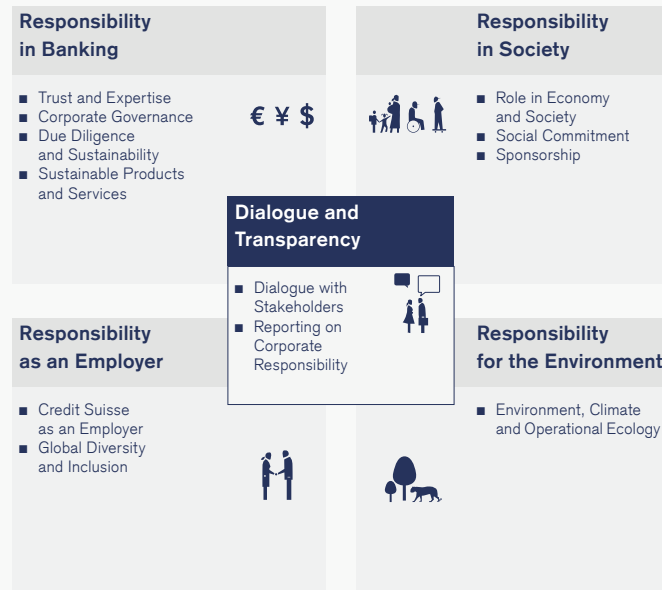 Responsibility
in Banking
■ Trust and Expertise
■ Corporate Governance
■ Due Diligence
and Sustainability
■ Sustainable Products
and Services
€ ¥ $
Responsibility
in Society
■ Role in Economy
and Society
■ Social Commitment
■ Sponsorship
Dialogue and
Transparency
■ Dialogue with
Stakeholders
■ Reporting on
Corporate
Responsibility
Responsibility
as an Employer
■ Credit Suisse
as an Employer
■ Global Diversity
and Inclusion
Responsibility
for the Environment
■ Environment, Climate
and Operational Ecology